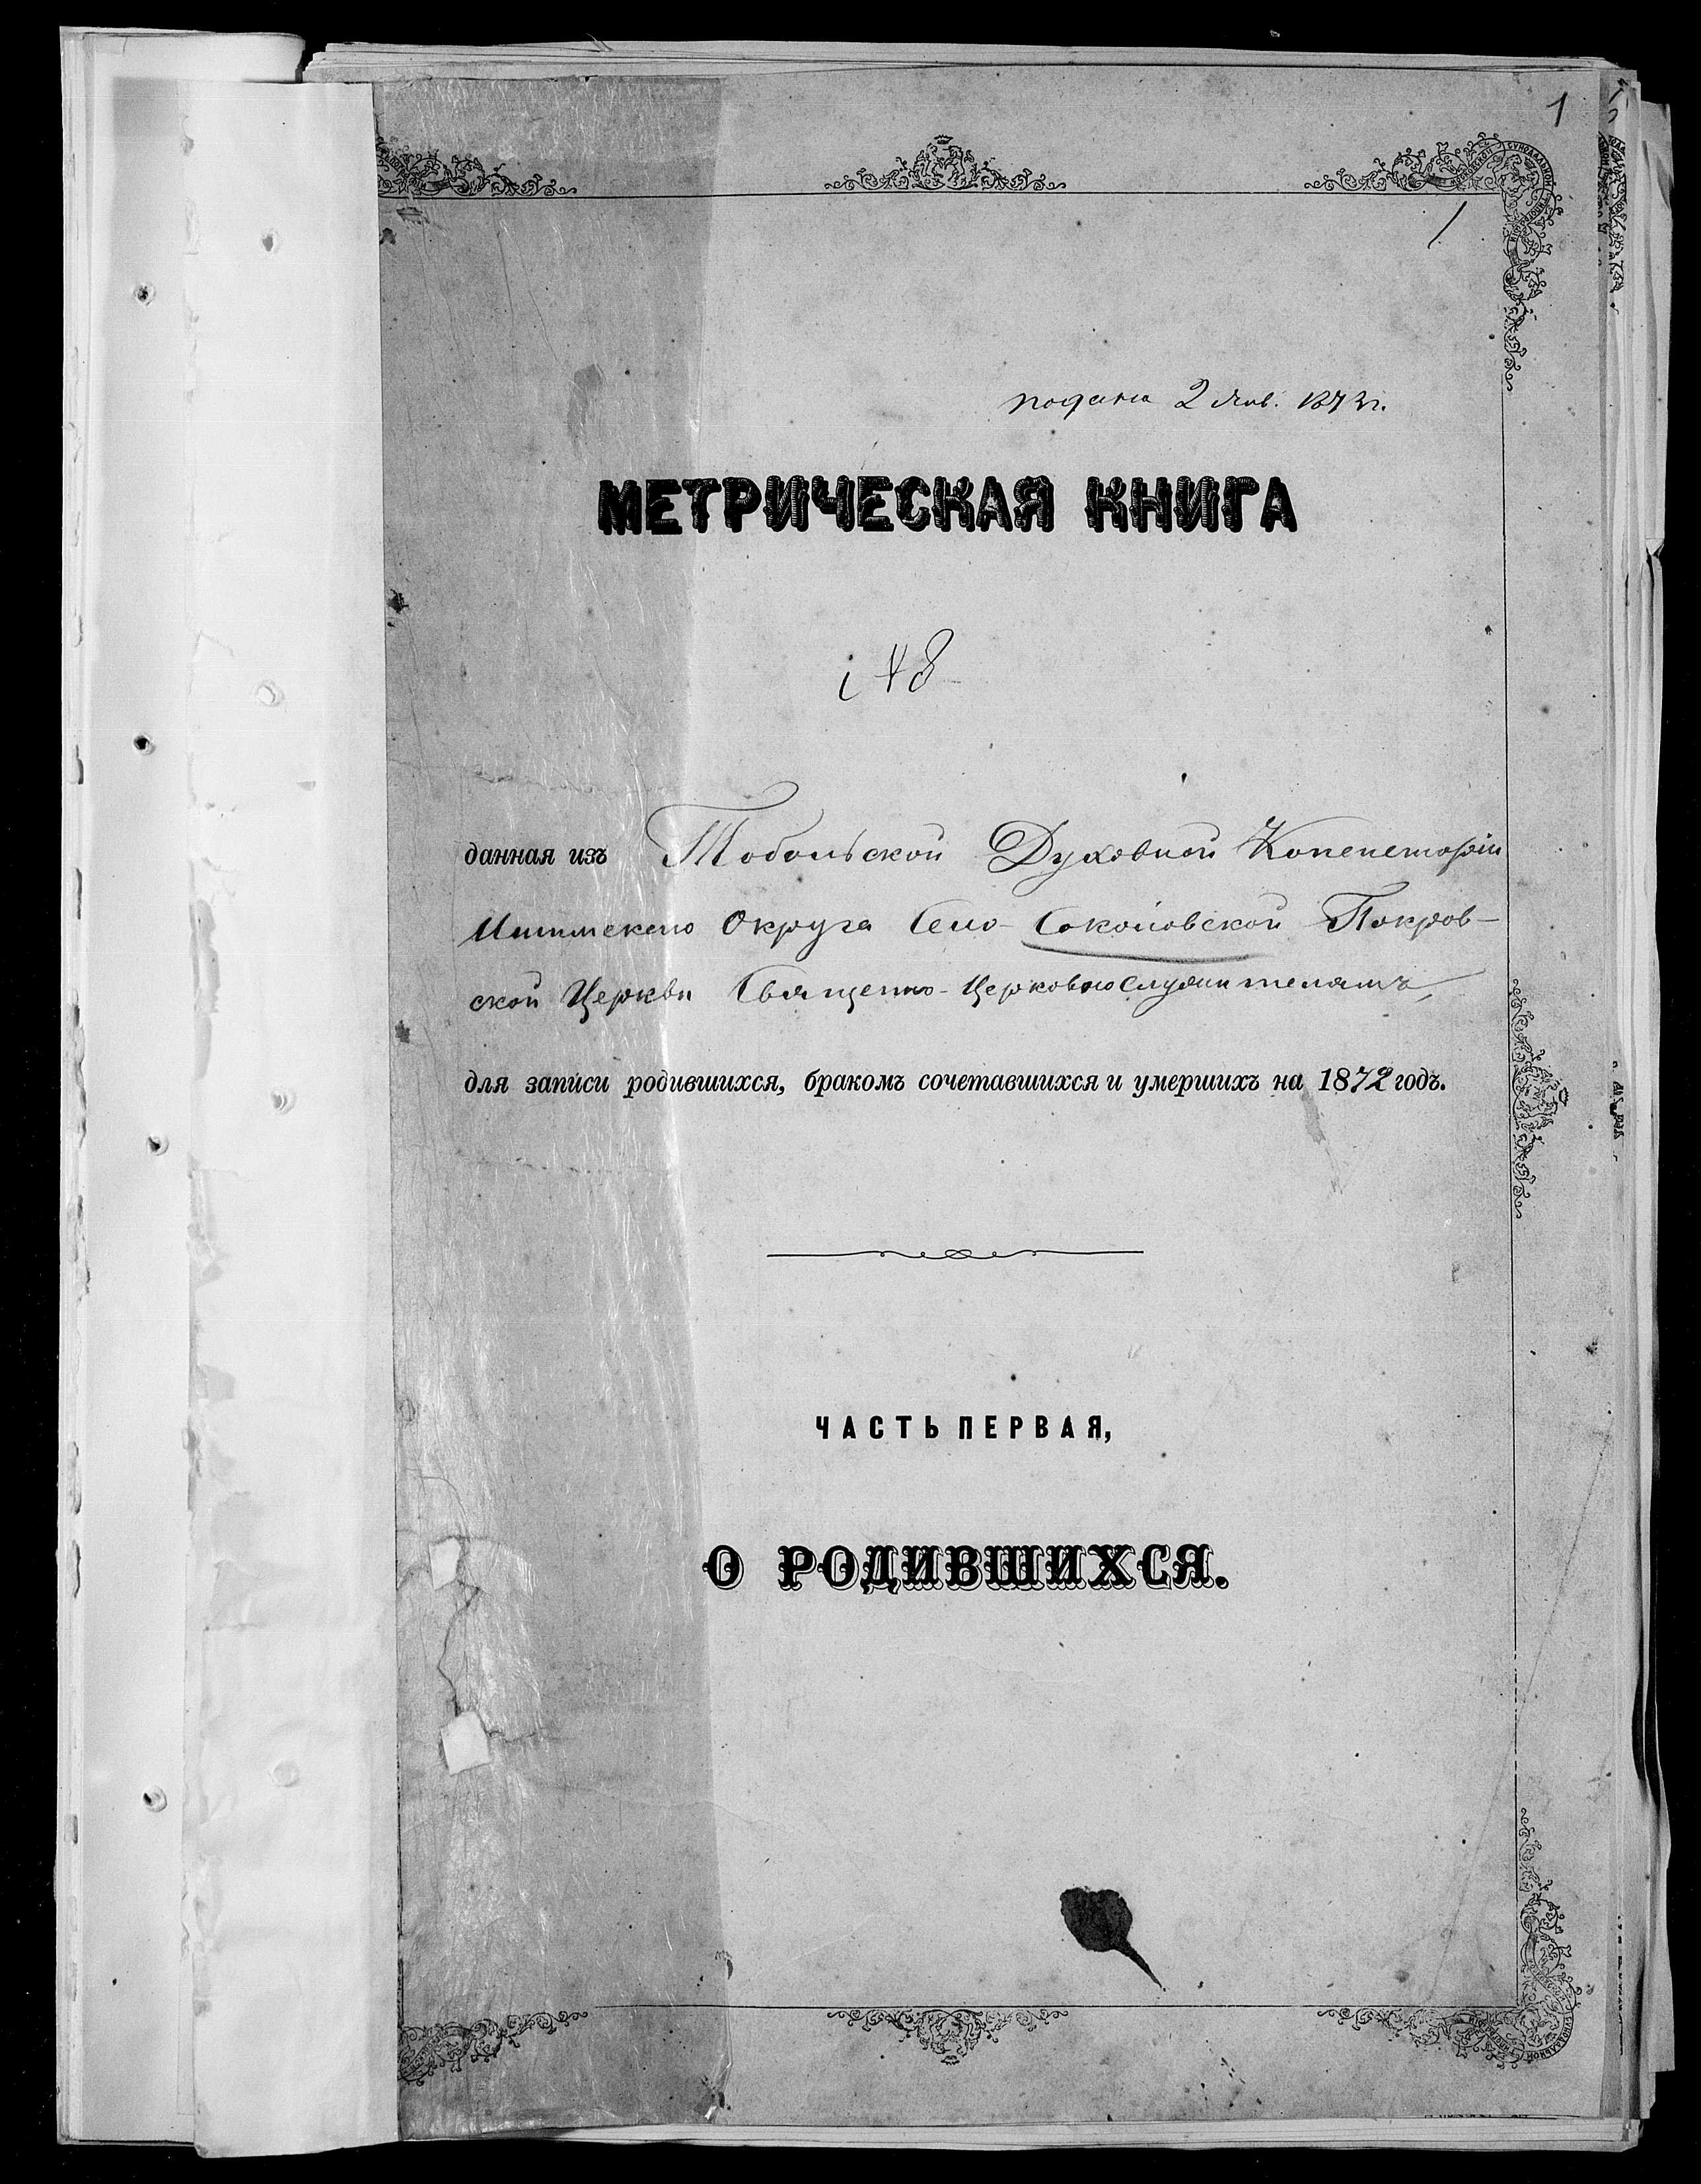 1
1
подана 2 Янв. 1873 г.
МЕТРИЧЕСКАЯ КНИГА
данная изъ Тобольской Духовной Консисторіи
Ишимскаго Округа Село-Соколовской Покров-
ской Церкви Священно-Церковнослужителямъ,
для записи родившихся, бракомъ сочетавшихся и умершихъ на 1872 годъ.
ЧАСТЬ ПЕРВАЯ,
О РОДИВШИХСЯ.